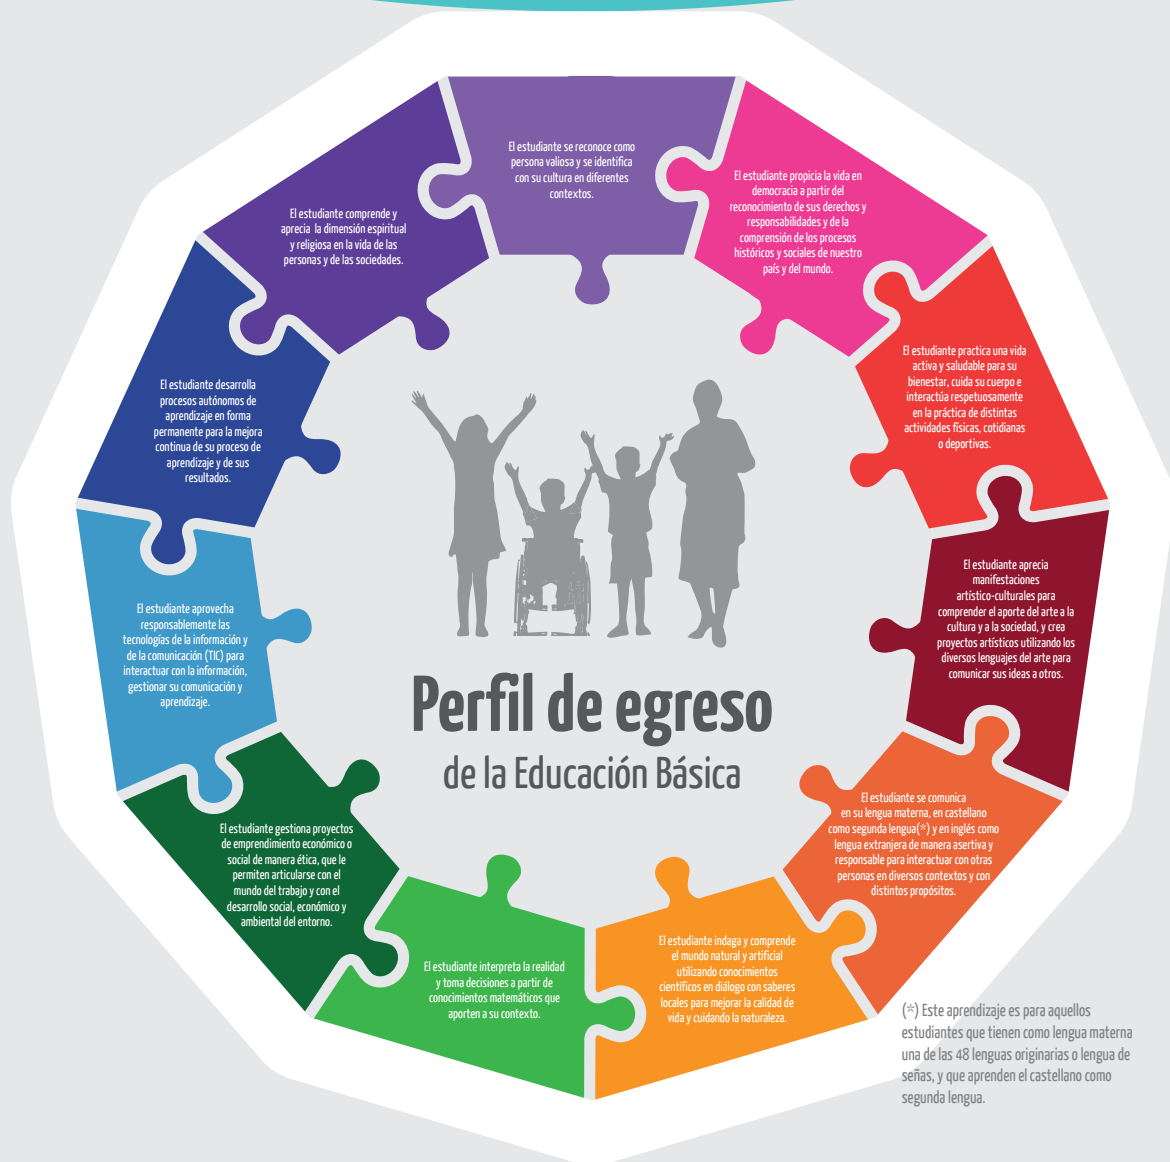 El estudiante se reconoce como
persona valiosa y se identifica
con su cultura en diferentes
contextos.
El estudiante propicia la vida en
democracia a partir del
reconocimiento de sus derechos y
responsabilidades y de la
comprensión de los procesos
históricos y sociales de nuestro
país y del mundo.
El estudiante practica una vida
activa y saludable para su
bienestar, cuida su cuerpo e
interactúa respetuosamente
en la práctica de distintas
actividades físicas, cotidianas
o deportivas.
El estudiante aprecia
manifestaciones
artístico-culturales para
comprender el aporte del arte a la
cultura y a la sociedad, y crea
proyectos artísticos utilizando los
diversos lenguajes del arte para
comunicar sus ideas a otros.
El estudiante se comunica
en su lengua materna, en castellano
como segunda lengua(*) y en inglés como
lengua extranjera de manera asertiva y
responsable para interactuar con otras
personas en diversos contextos y con
distintos propósitos.
El estudiante indaga y comprende
el mundo natural y artificial
utilizando conocimientos
científicos en diálogo con saberes
locales para mejorar la calidad de
vida y cuidando la naturaleza.
El estudiante interpreta la realidad
y toma decisiones a partir de
conocimientos matemáticos que
aporten a su contexto.
El estudiante gestiona proyectos
de emprendimiento económico o
social de manera ética, que le
permiten articularse con el
mundo del trabajo y con el
desarrollo social, económico y
ambiental del entorno.
El estudiante aprovecha
responsablemente las
tecnologías de la información y
de la comunicación (TIC) para
interactuar con la información,
gestionar su comunicación y
aprendizaje.
El estudiante desarrolla
procesos autónomos de
aprendizaje en forma
permanente para la mejora
continua de su proceso de
aprendizaje y de sus
resultados.
El estudiante comprende y
aprecia la dimensión espiritual
y religiosa en la vida de las
personas y de las sociedades.
Perfil de egreso
de la Educación Básica
(*) Este aprendizaje es para aquellos
estudiantes que tienen como lengua materna
una de las 48 lenguas originarias o lengua de
señas, y que aprenden el castellano como
segunda lengua.